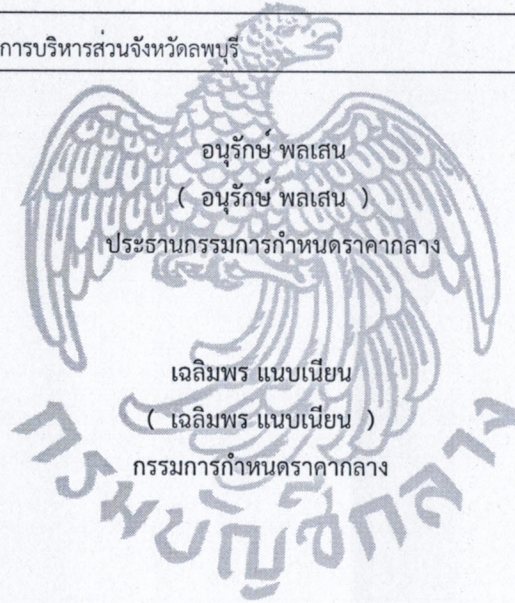 การบริหารส่วนจังหวัดลพบุรี
อนุรักษ์ พลเสน
( อนุรักษ์ พลเสน )
ประธานกรรมการกำหนดราคากลาง
เฉลิมพร แนบเนียน
( เฉลิมพร แนบเนียน )
กรรมการกำหนดราคากลาง
กรมบัญชีกลาง